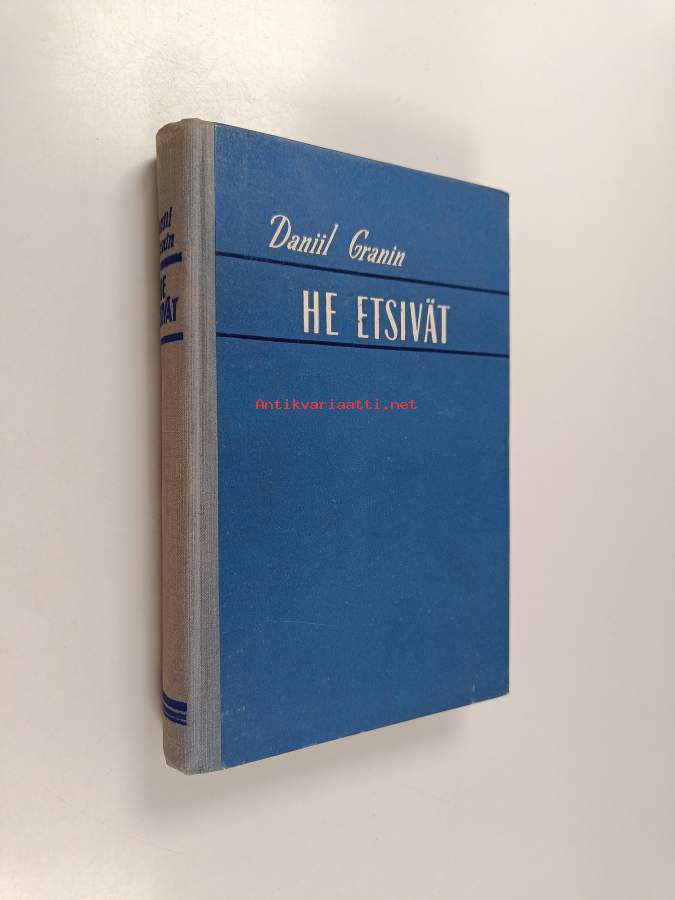 Daniil Granin
HE ETSIVÄT
Antikvariaatti.net